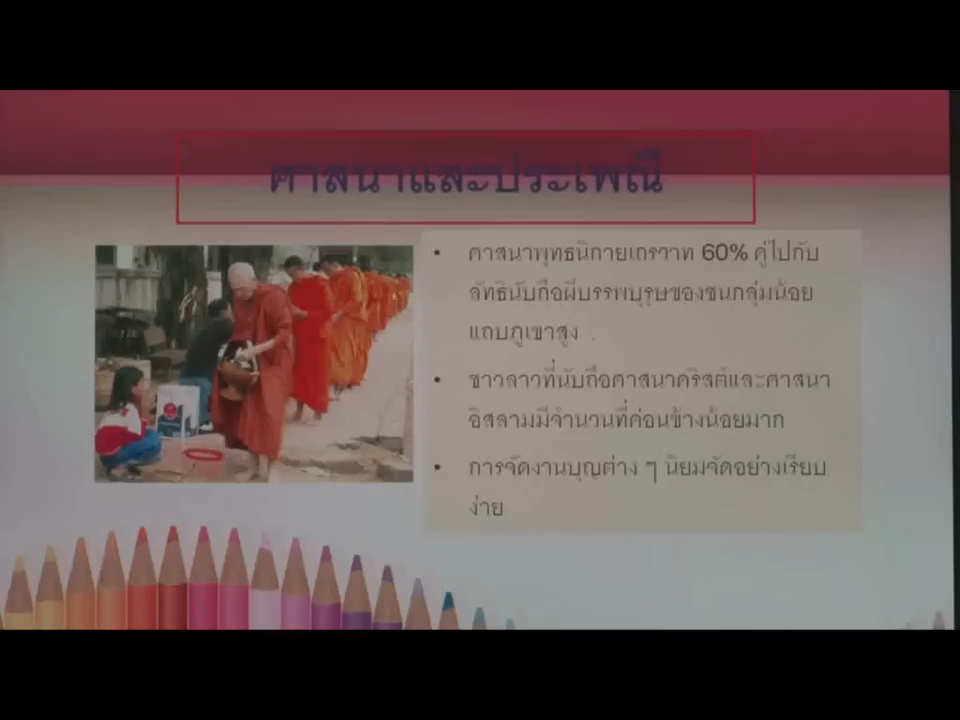 ศาสนาและประเพณี
• ศาสนาพุทธนิกายเถรวาท 60% คู่ไปกับ
ลัทธินับถือผีบรรพบุรุษของชนกลุ่มน้อย
แถบภูเขาสูง .
• ชาวลาวที่นับถือศาสนาคริสต์และศาสนา
อิสลามมีจำนวนที่ค่อนข้างน้อยมาก
• การจัดงานบุญต่าง ๆ นิยมจัดอย่างเรียบ
ง่าย